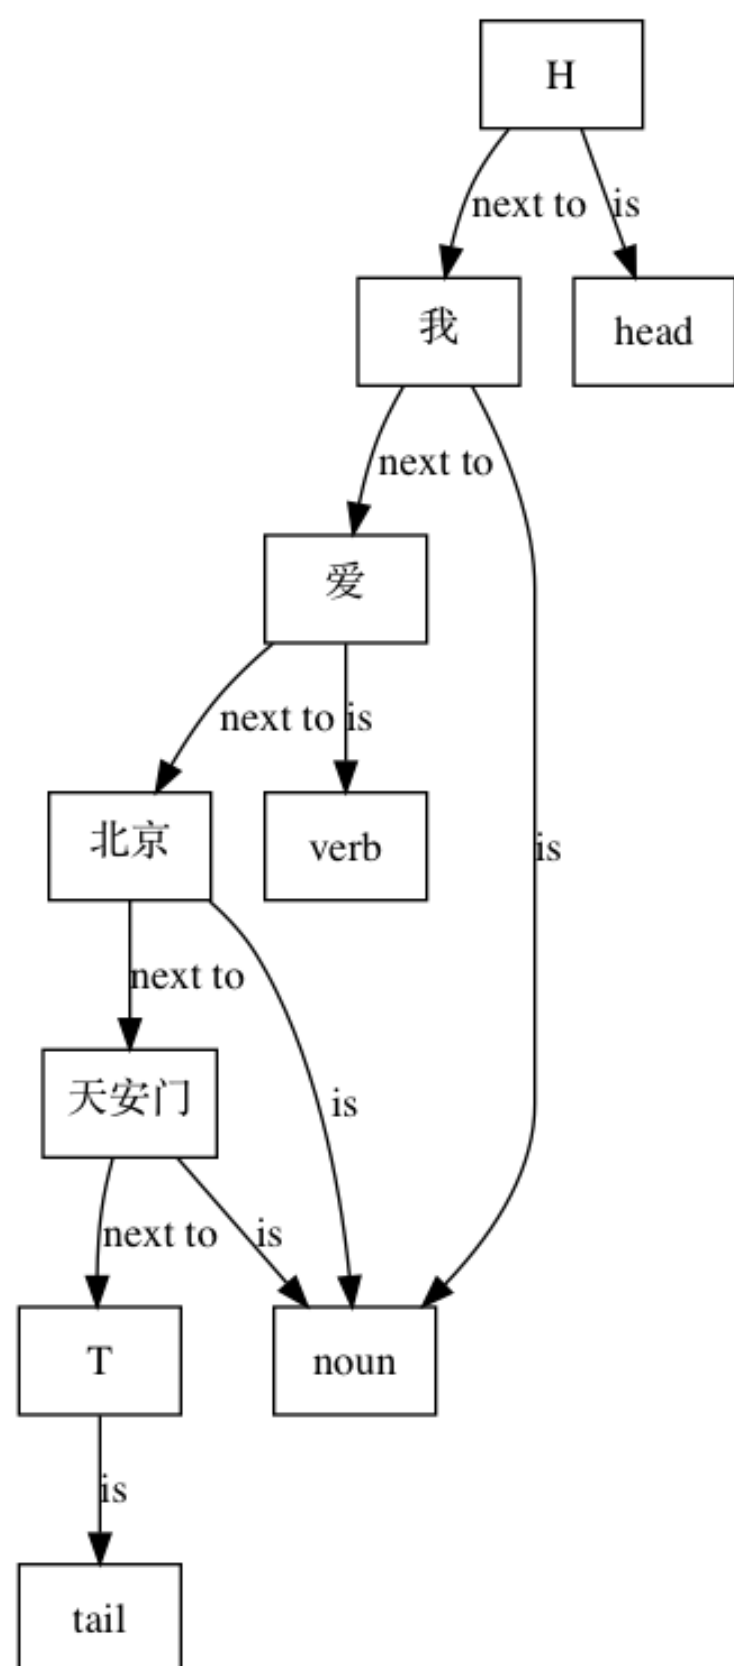 H
next to
is
我
head
next to
爱
next to
is
北京
verb
is
next to
天安门
is
next to
is
T
noun
is
tail